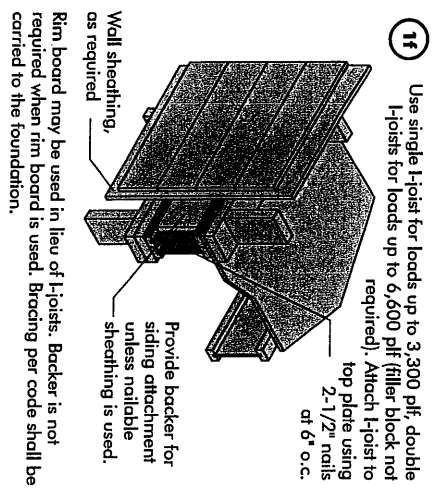 1f
Use single I-joist for loads up to 3,300 plf, double
I-joists for loads up to 6,600 plf (filler block not
required). Attach I-joist to
top plate using
2-1/2" nails
at 6" o.c.
Wall sheathing,
as required
Provide backer for
siding attachment
unless nailable
sheathing is used.
Rim board may be used in lieu of I-joists. Backer is not
required when rim board is used. Bracing per code shall be
carried to the foundation.